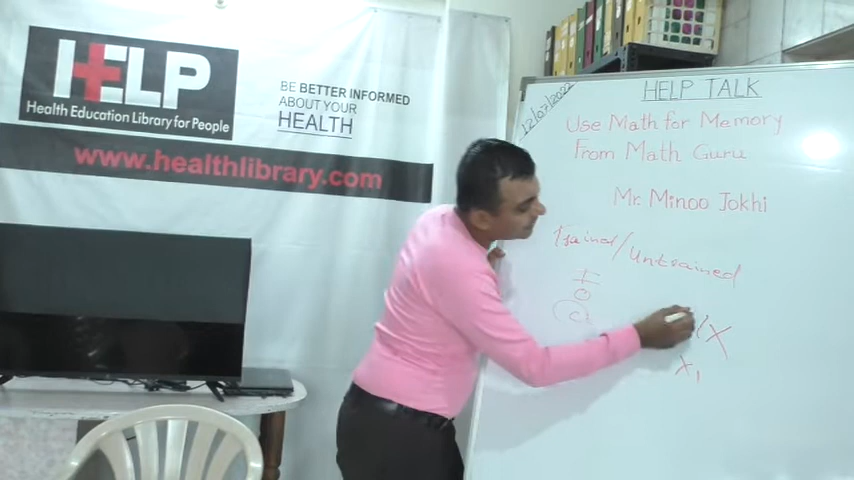 HELP
Health Education Library for People
BE BETTER INFORMED
ABOUT YOUR
HEALTH
www.healthlibrary.com
12/07/2022
HELP TALK
Use Math for Memory
From Math Guru
Mr. Minoo Jokhi
Trained/Untrained